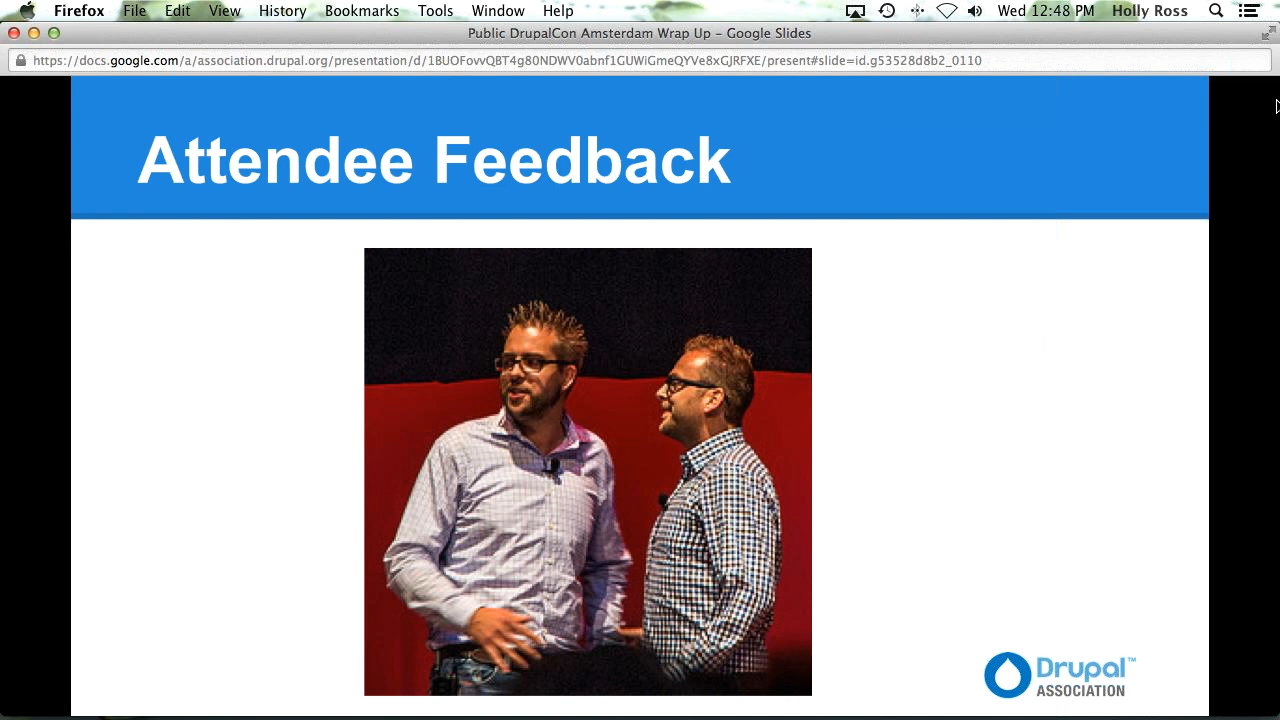 Firefox File Edit View History Bookmarks Tools Window Help Wed 12:48 PM Holly Ross
Public DrupalCon Amsterdam Wrap Up – Google Slides
https://docs.google.com/a/association.drupal.org/presentation/d/1BUOFovvQBT4g80NDWV0abnf1GUWiGmeQYVe8xGJRFXE/present#slide=id.g53528d8b2_0110
Attendee Feedback
Drupal™
ASSOCIATION